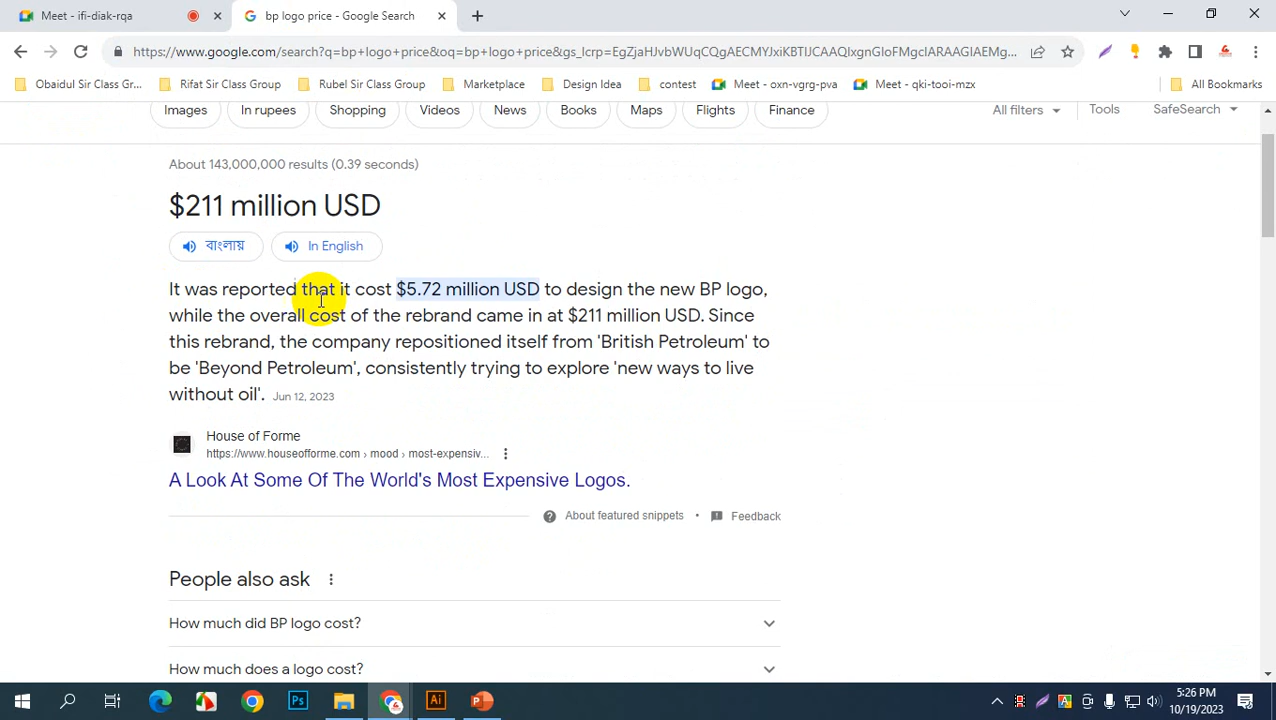 Meet - ifi-diak-rqa
bp logo price - Google Search
https://www.google.com/search?q=bp+logo+price&oq=bp+logo+price&gs_lcrp=EgZjaHJvbWUqCQgAECMYJxiKBTIJCAAQIxgnGIoFMgcIARAAGIAEMg...
Obaidul Sir Class Gr...
Rifat Sir Class Group
Rubel Sir Class Group
Marketplace
Design Idea
contest
Meet - oxn-vgrg-pva
Meet - qki-tooi-mzx
All Bookmarks
Images
In rupees
Shopping
Videos
News
Books
Maps
Flights
Finance
All filters
Tools
SafeSearch
About 143,000,000 results (0.39 seconds)
$211 million USD
বাংলায়
In English
It was reported that it cost $5.72 million USD to design the new BP logo,
while the overall cost of the rebrand came in at $211 million USD. Since
this rebrand, the company repositioned itself from 'British Petroleum' to
be 'Beyond Petroleum', consistently trying to explore 'new ways to live
without oil'. Jun 12, 2023
House of Forme
https://www.houseofforme.com › mood › most-expensiv...
A Look At Some Of The World's Most Expensive Logos.
About featured snippets • Feedback
People also ask
How much did BP logo cost?
How much does a logo cost?
Ps
Ai
P
A
5:26 PM
10/19/2023